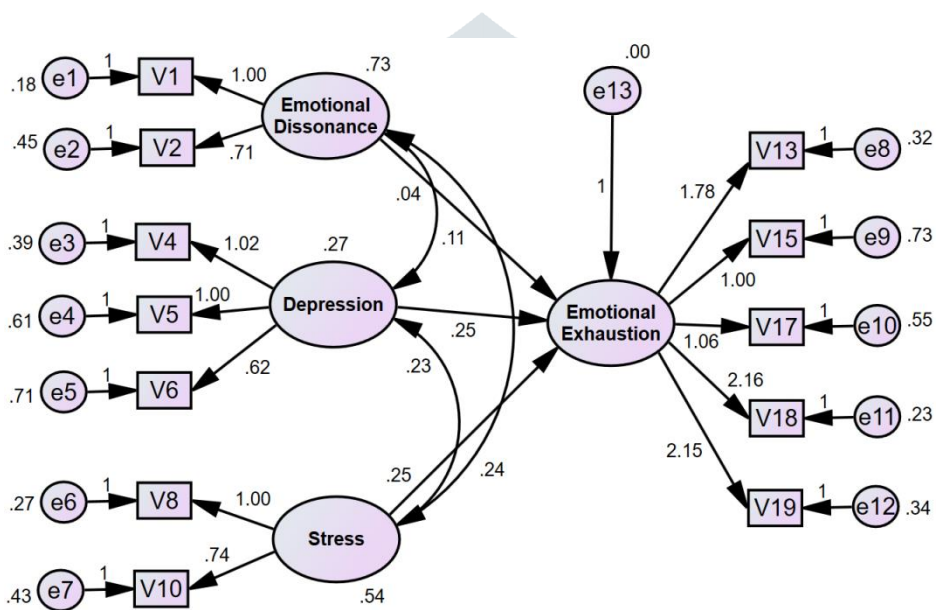 .18 e1 1 V1 1.00 .73
Emotional
Dissonance
.45 e2 1 V2 .71
.00
e13
1
.39 e3 1 V4 1.02 .27
Depression
.61 e4 1 V5 1.00
.71 e5 1 V6 .62
.04
.11
.25
.23
.27 e6 1 V8 1.00
Stress
.43 e7 1 V10 .74 .54
.25
.24
Emotional
Exhaustion
1.78 V13 1 e8 .32
1.00 V15 1 e9 .73
1.06 V17 1 e10 .55
2.16 V18 1 e11 .23
2.15 V19 1 e12 .34